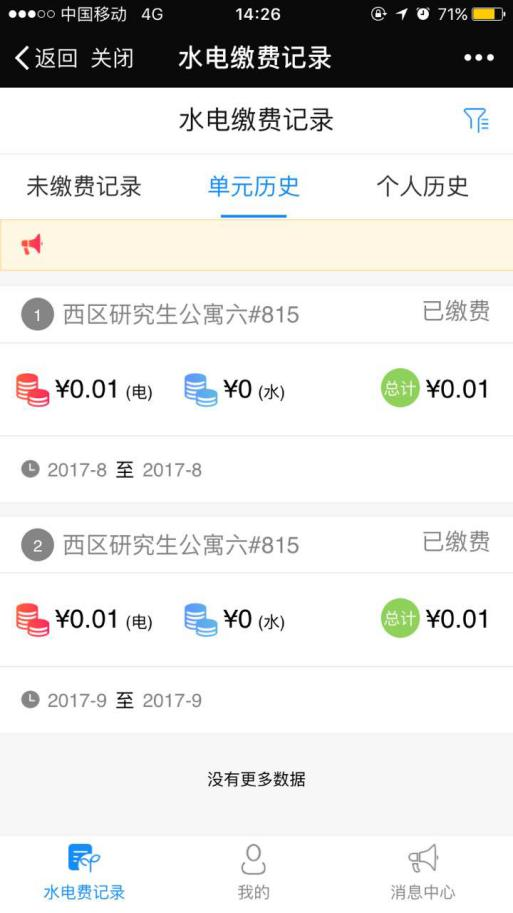 中国移动 4G 14:26 71%
返回 关闭 水电缴费记录
水电缴费记录
未缴费记录 单元历史 个人历史
1 西区研究生公寓六#815 已缴费
¥0.01 (电) ¥0 (水) 总计 ¥0.01
2017-8 至 2017-8
2 西区研究生公寓六#815 已缴费
¥0.01 (电) ¥0 (水) 总计 ¥0.01
2017-9 至 2017-9
没有更多数据
水电费记录 我的 消息中心